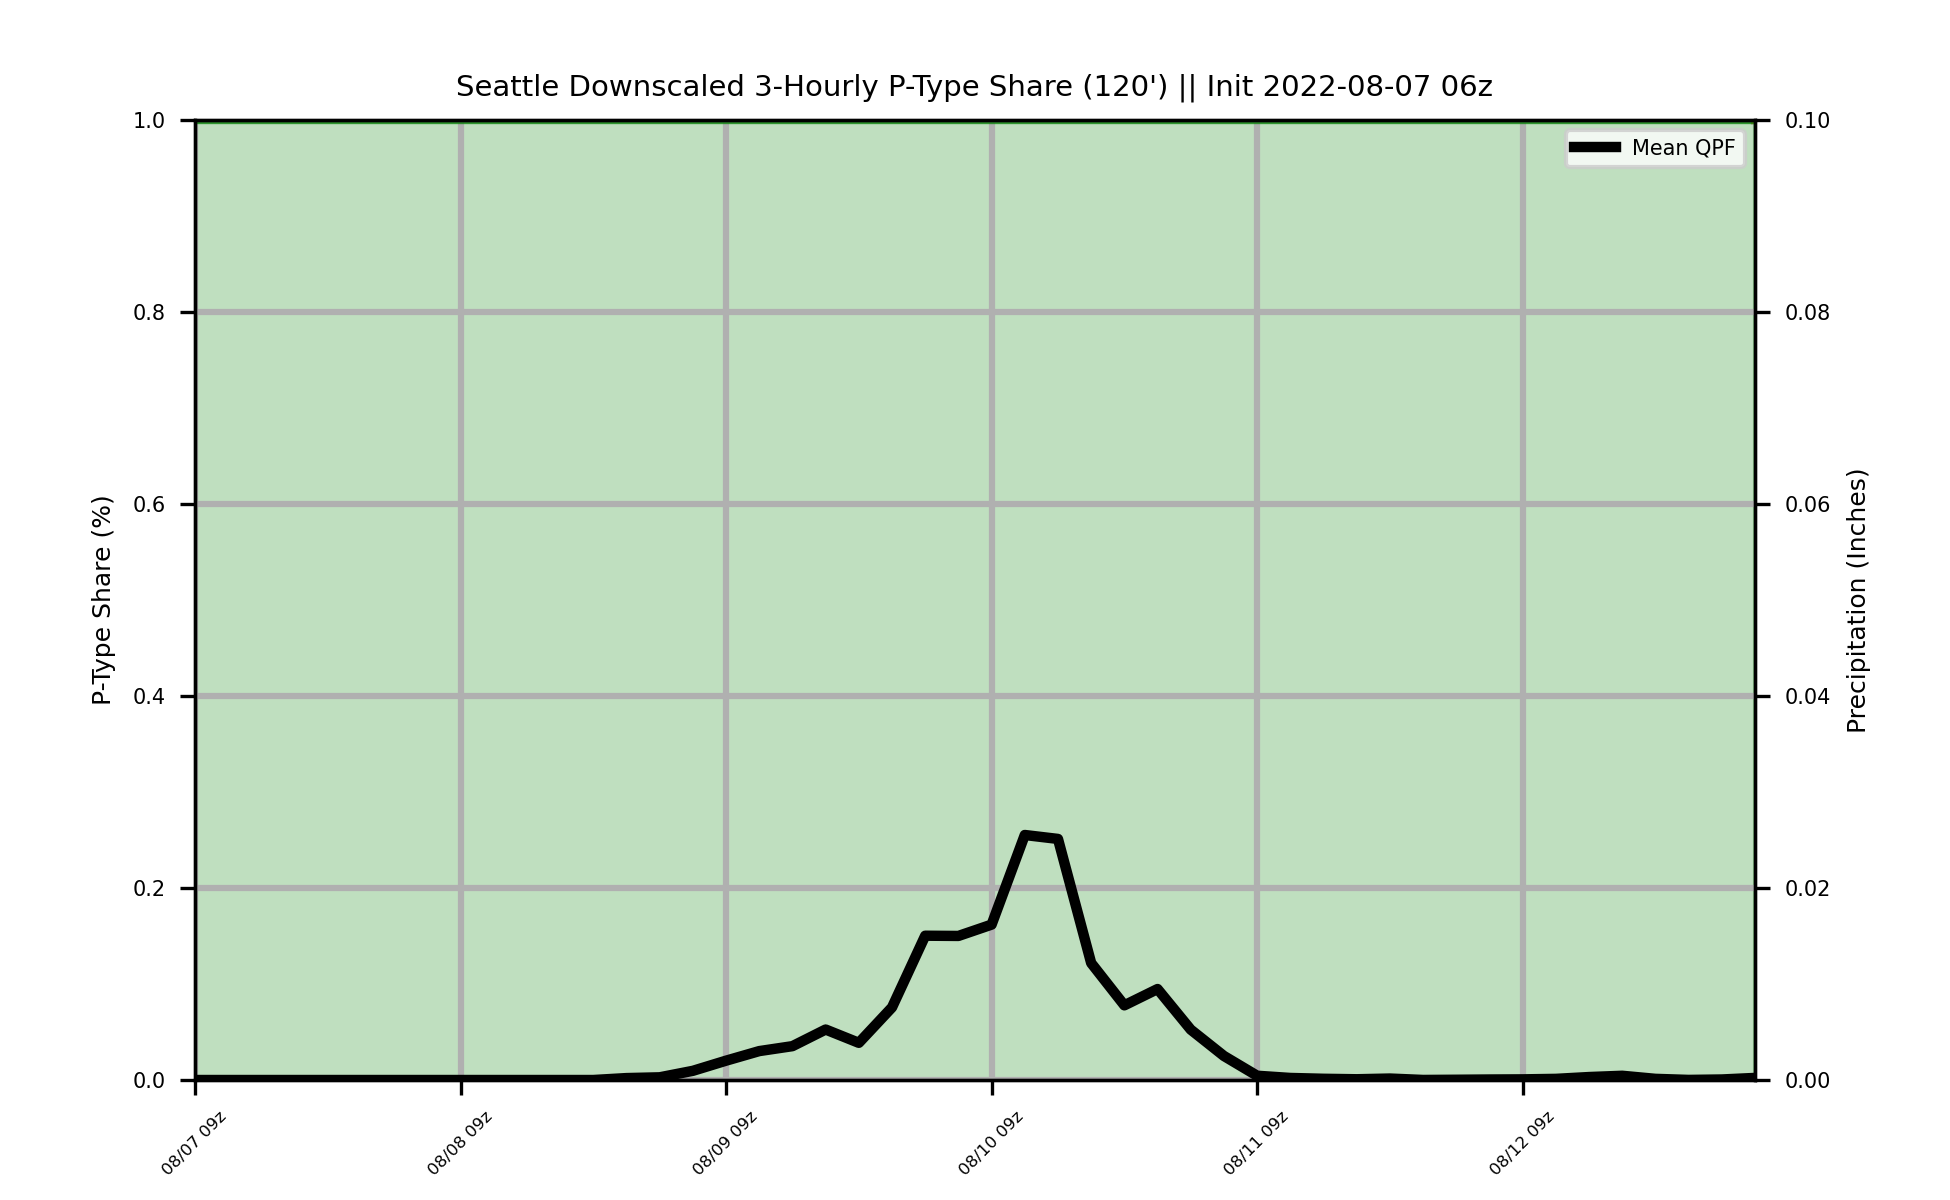 Seattle Downscaled 3-Hourly P-Type Share (120') || Init 2022-08-07 06z
Mean QPF
P-Type Share (%)
1.0
0.8
0.6
0.4
0.2
0.0
0.10
0.08
0.06
0.04
0.02
0.00
Precipitation (Inches)
08/07 09z
08/08 09z
08/09 09z
08/10 09z
08/11 09z
08/12 09z